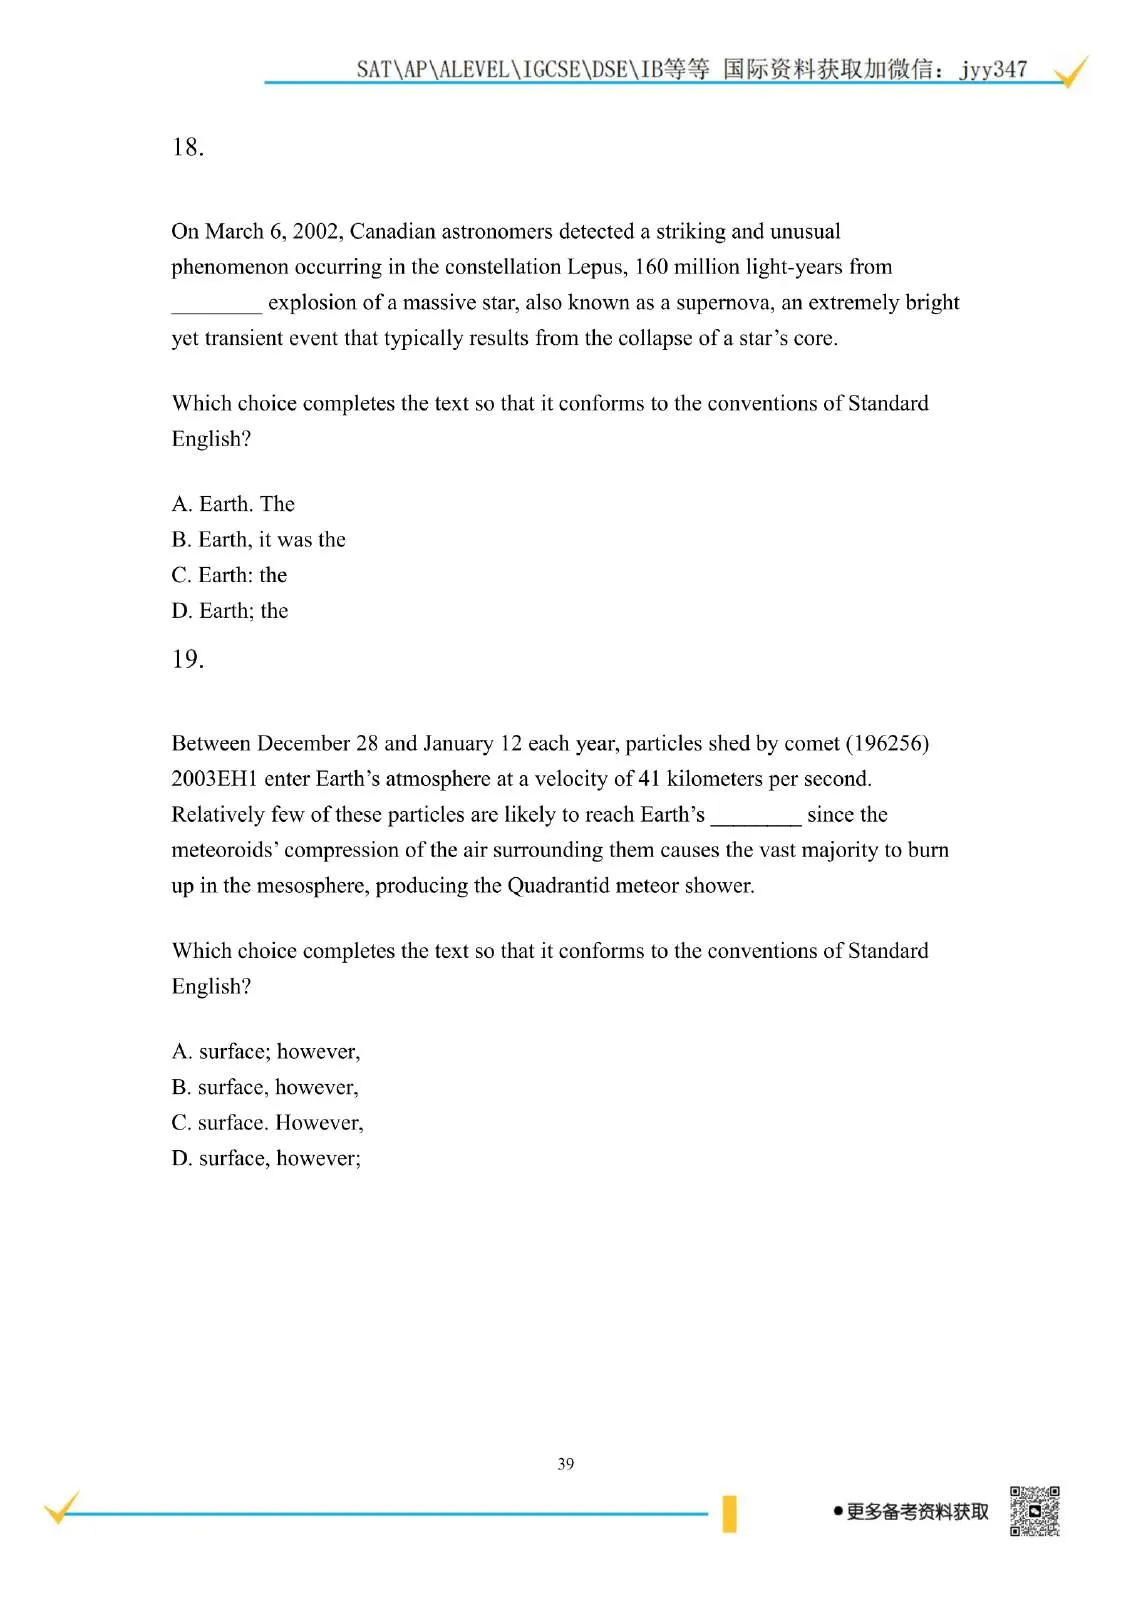 SAT\AP\ALEVEL\IGCSE\DSE\IB等等 国际资料获取加微信：jyy347
18.
On March 6, 2002, Canadian astronomers detected a striking and unusual
phenomenon occurring in the constellation Lepus, 160 million light-years from
________ explosion of a massive star, also known as a supernova, an extremely bright
yet transient event that typically results from the collapse of a star’s core.
Which choice completes the text so that it conforms to the conventions of Standard
English?
A. Earth. The
B. Earth, it was the
C. Earth: the
D. Earth; the
19.
Between December 28 and January 12 each year, particles shed by comet (196256)
2003EH1 enter Earth’s atmosphere at a velocity of 41 kilometers per second.
Relatively few of these particles are likely to reach Earth’s ________ since the
meteoroids’ compression of the air surrounding them causes the vast majority to burn
up in the mesosphere, producing the Quadrantid meteor shower.
Which choice completes the text so that it conforms to the conventions of Standard
English?
A. surface; however,
B. surface, however,
C. surface. However,
D. surface, however;
39
●更多备考资料获取